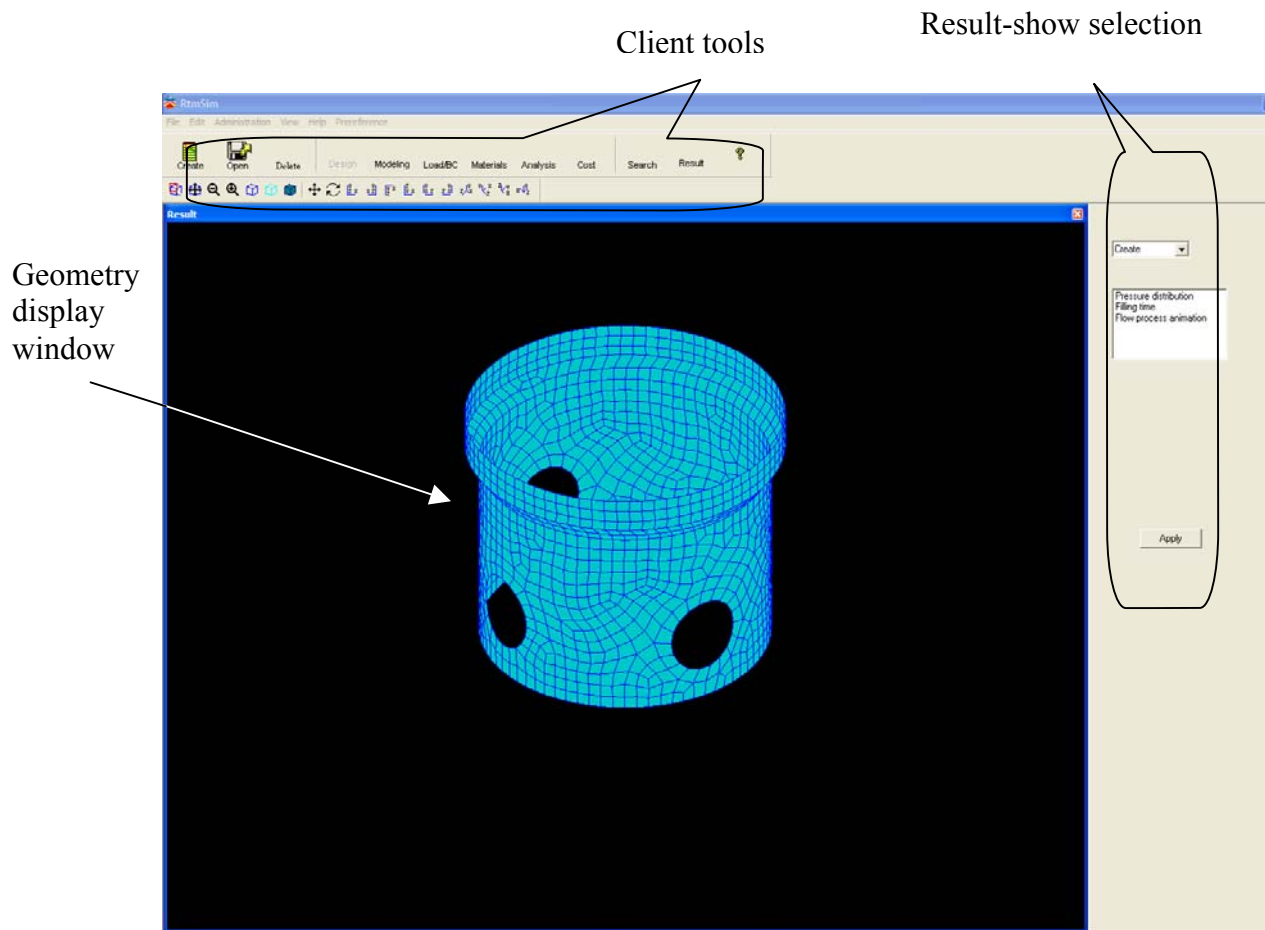 Client tools
Result-show selection
RtmSim
File Edit Administration View Help Prereference
Create Open Delete Design Modeling Load/BC Materials Analysis Cost Search Result
Result
Create
Pressure distribution
Filling time
Flow process animation
Apply
Geometry
display
window